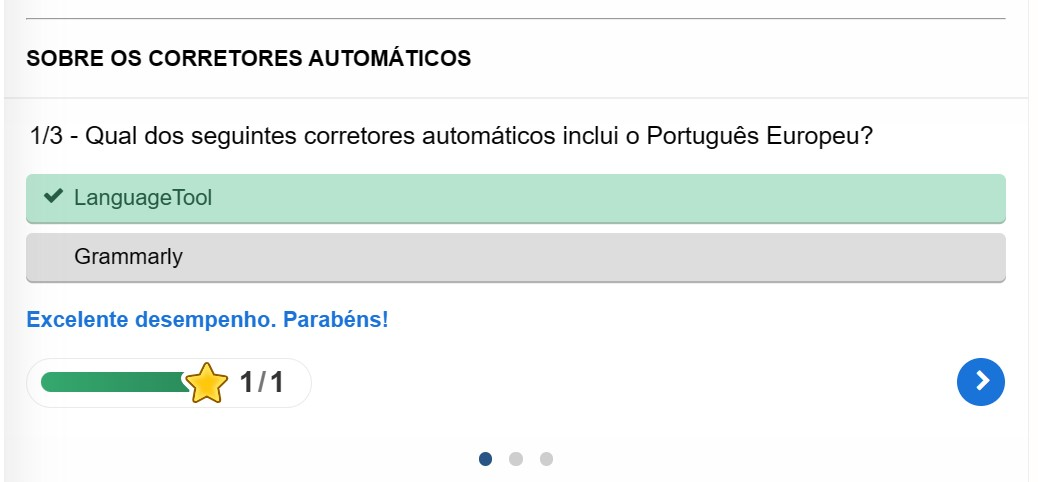 SOBRE OS CORRETORES AUTOMÁTICOS
1/3 - Qual dos seguintes corretores automáticos inclui o Português Europeu?
LanguageTool
Grammarly
Excelente desempenho. Parabéns!
1/1